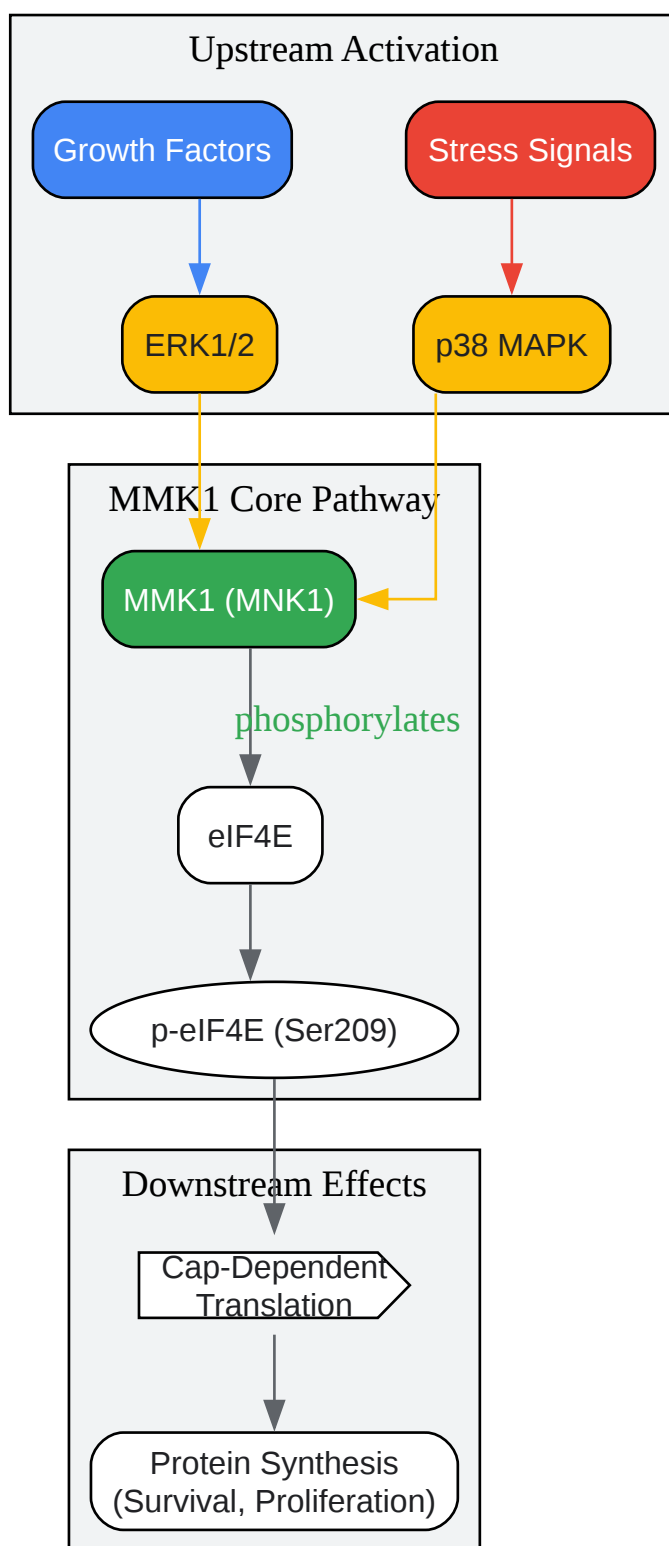 Upstream Activation
Growth Factors
Stress Signals
ERK1/2
p38 MAPK
MMK1 Core Pathway
MMK1 (MNK1)
phosphorylates
eIF4E
p-eIF4E (Ser209)
Downstream Effects
Cap-Dependent
Translation
Protein Synthesis
(Survival, Proliferation)